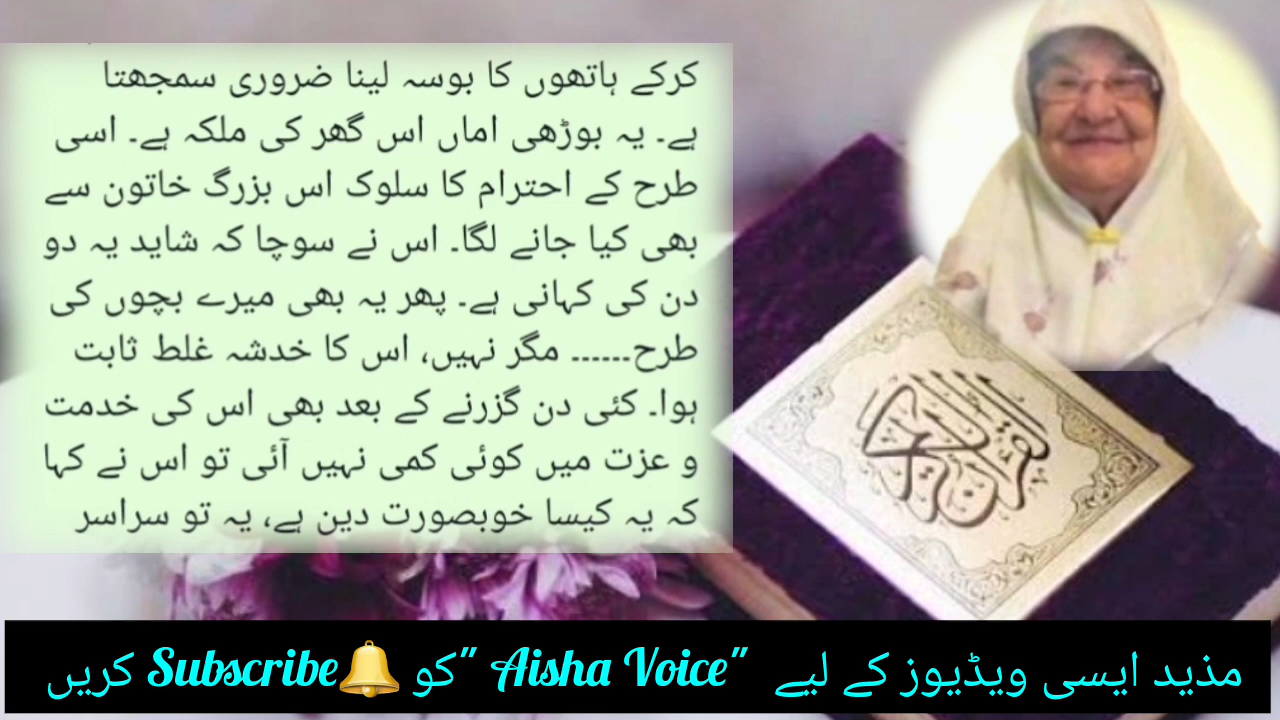 کرکے ہاتھوں کا بوسہ لینا ضروری سمجھتا
ہے۔ یہ بوڑھی اماں اس گھر کی ملکہ ہے۔ اسی
طرح کے احترام کا سلوک اس بزرگ خاتون سے
بھی کیا جانے لگا۔ اس نے سوچا کہ شاید یہ دو
دن کی کہانی ہے۔ پھر یہ بھی میرے بچوں کی
طرح۔۔۔۔۔۔ مگر نہیں، اس کا خدشہ غلط ثابت
ہوا۔ کئی دن گزرنے کے بعد بھی اس کی خدمت
و عزت میں کوئی کمی نہیں آئی تو اس نے کہا
کہ یہ کیسا خوبصورت دین ہے، یہ تو سراسر
القرآن الكريم
مذید ایسی ویڈیوز کے لیے "Aisha Voice" کو 🔔Subscribe کریں